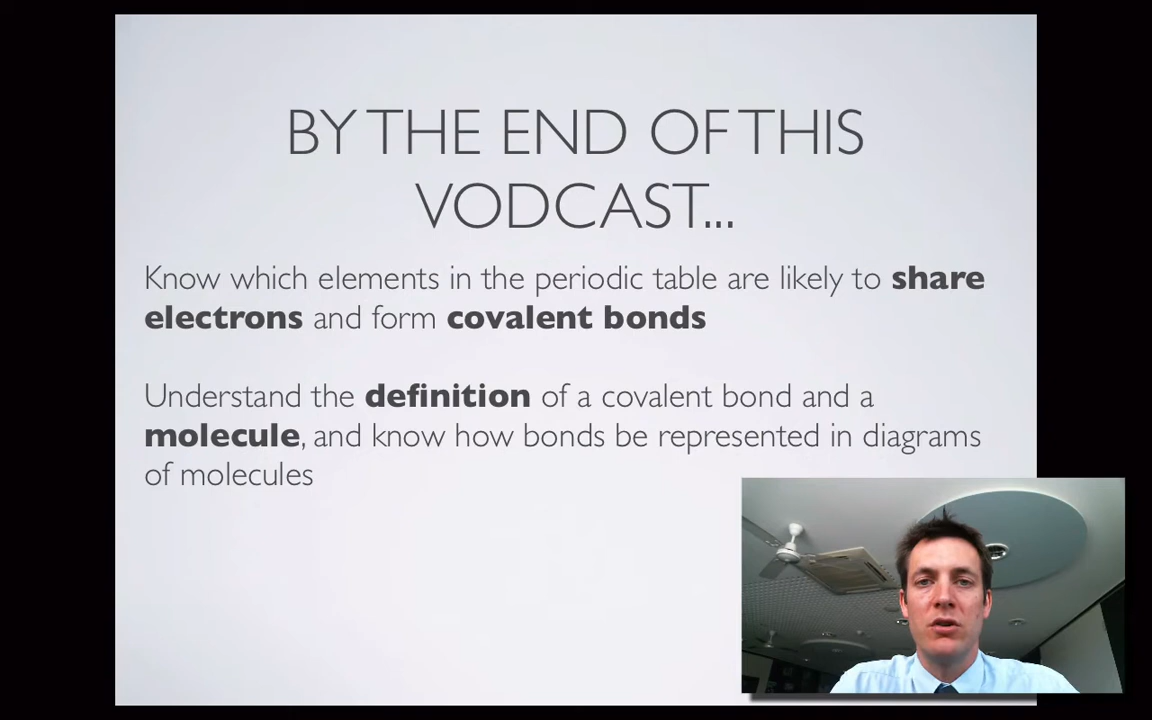 BY THE END OF THIS
VODCAST...
Know which elements in the periodic table are likely to share
electrons and form covalent bonds
Understand the definition of a covalent bond and a
molecule, and know how bonds be represented in diagrams
of molecules